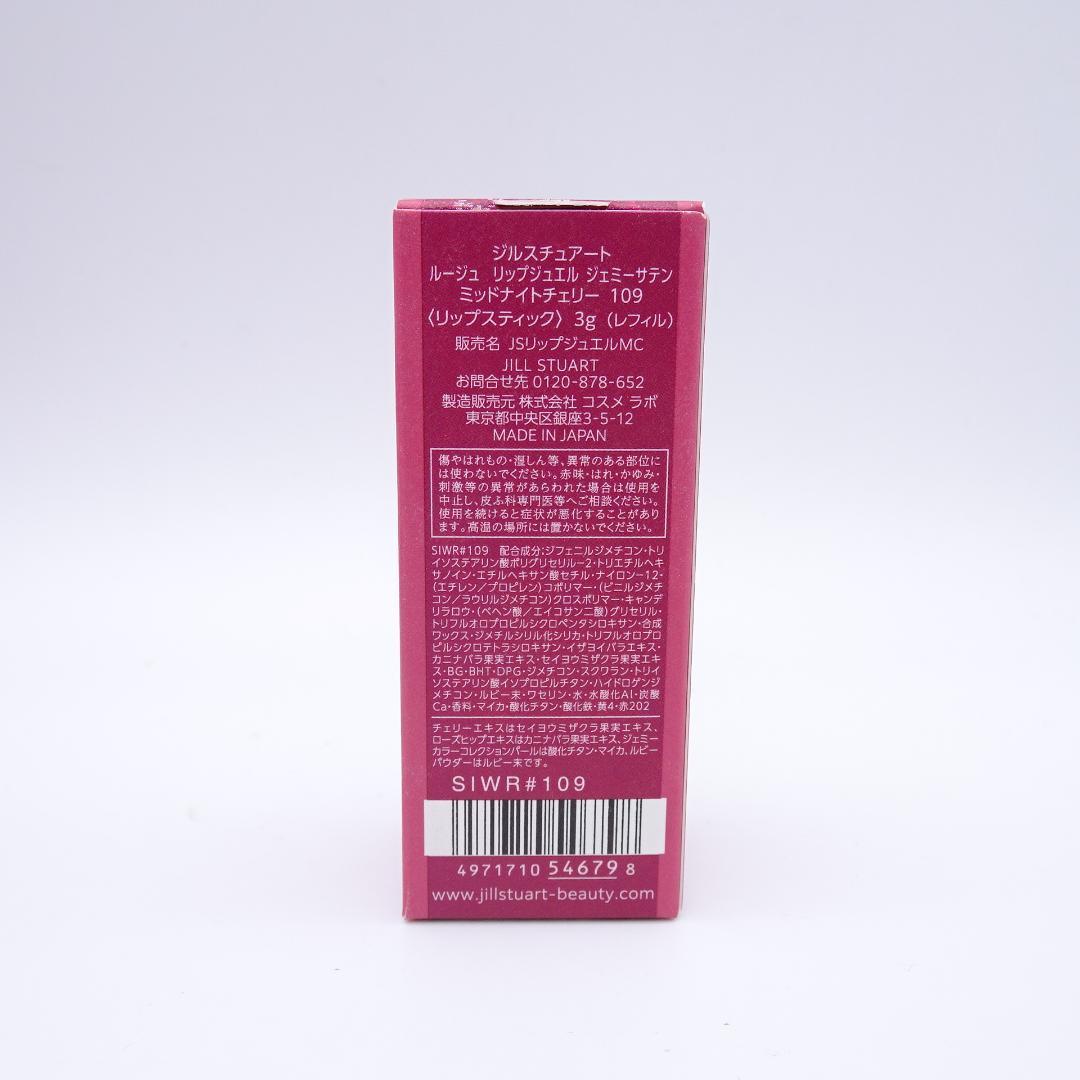 ジルスチュアート
ルージュ リップジュエル ジェミーサテン
ミッドナイトチェリー 109
〈リップスティック〉 3g (レフィル)
販売名 JSリップジュエルMC
JILL STUART
お問合せ先 0120-878-652
製造販売元 株式会社 コスメ ラボ
東京都中央区銀座3-5-12
MADE IN JAPAN
傷やはれもの・湿しん等、異常のある部位に
は使わないでください。赤味・はれ・かゆみ・
刺激等の異常があらわれた場合は使用を
中止し、皮ふ科専門医等へご相談ください。
使用を続けると症状が悪化することがあり
ます。高温の場所には置かないでください。
SIWR#109 配合成分:ジフェニルジメチコン・トリ
イソステアリン酸ポリグリセリル-2・トリエチルヘキ
サノイン・エチルヘキサン酸セチル・ナイロン-12・
(エチレン/プロピレン)コポリマー・(ビニルジメチ
コン/ラウリルジメチコン)クロスポリマー・キャンデ
リラロウ・(ベヘン酸/エイコサン二酸)グリセリル・
トリフルオロプロピルシクロペンタシロキサン・合成
ワックス・ジメチルシリル化シリカ・トリフルオロプロ
ピルシクロテトラシロキサン・イザヨイバラエキス・
カニナバラ果実エキス・セイヨウミザクラ果実エキ
ス・BG・BHT・DPG・ジメチコン・スクワラン・トリイ
ソステアリン酸イソプロピルチタン・ハイドロゲンジ
メチコン・ルビー末・ワセリン・水・水酸化Al・炭酸
Ca・香料・マイカ・酸化チタン・酸化鉄・黄4・赤202
チェリーエキスはセイヨウミザクラ果実エキス、
ローズヒップエキスはカニナバラ果実エキス、ジェミー
カラーコレクションパールは酸化チタン・マイカ、ルビー
パウダーはルビー末です。
SIWR#109
4971710 54679 8
www.jillstuart-beauty.com